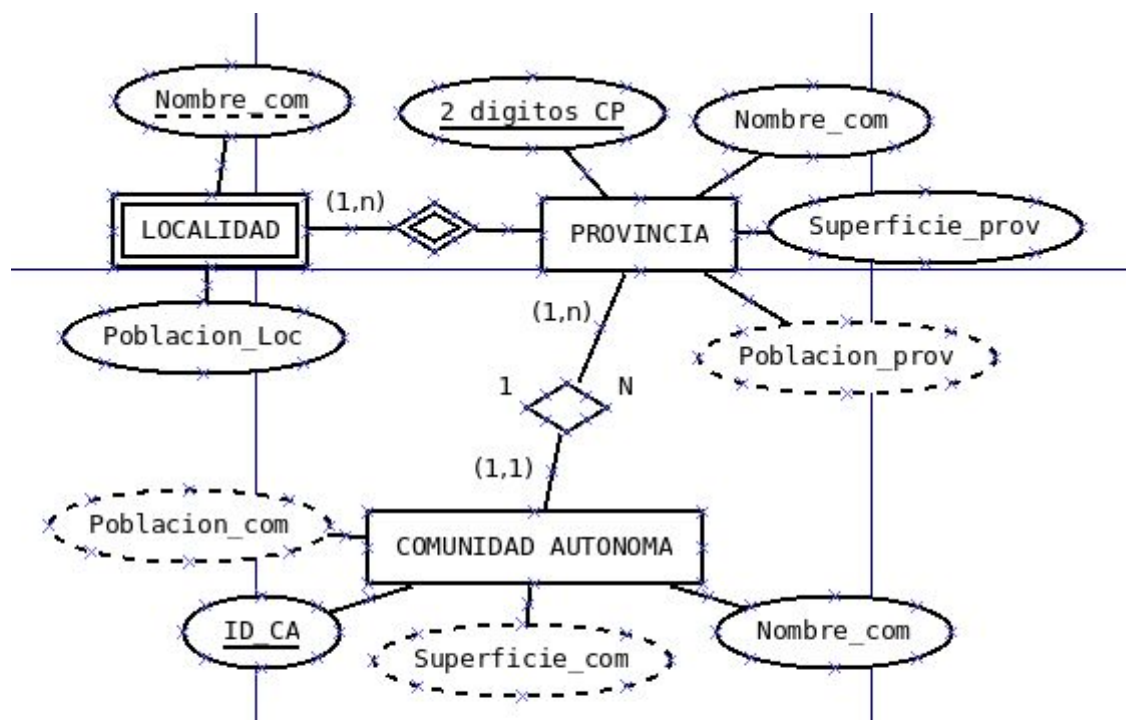 Nombre_com
2 digitos CP
Nombre_com
LOCALIDAD
(1,n)
PROVINCIA
Superficie_prov
Poblacion_Loc
(1,n)
Poblacion_prov
1
N
(1,1)
Poblacion_com
COMUNIDAD AUTONOMA
ID_CA
Superficie_com
Nombre_com